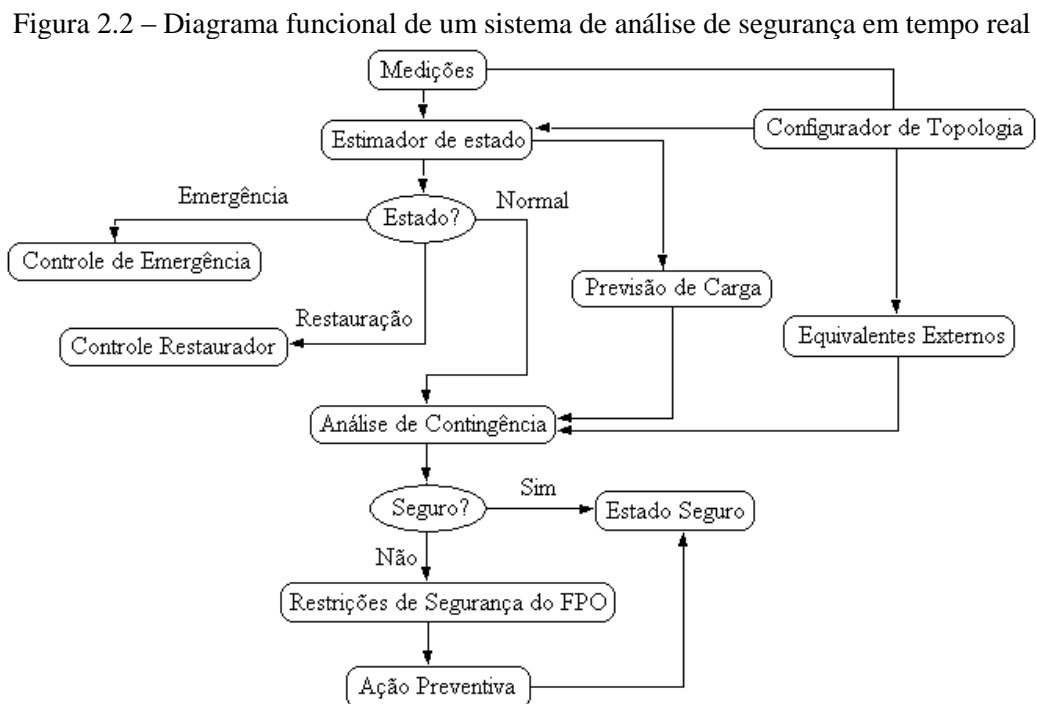 Figura 2.2 – Diagrama funcional de um sistema de análise de segurança em tempo real
Medições
Configurador de Topologia
Estimador de estado
Emergência
Normal
Estado?
Controle de Emergência
Previsão de Carga
Restauração
Equivalentes Externos
Controle Restaurador
Análise de Contingência
Sim
Seguro?
Estado Seguro
Não
Restrições de Segurança do FPO
Ação Preventiva